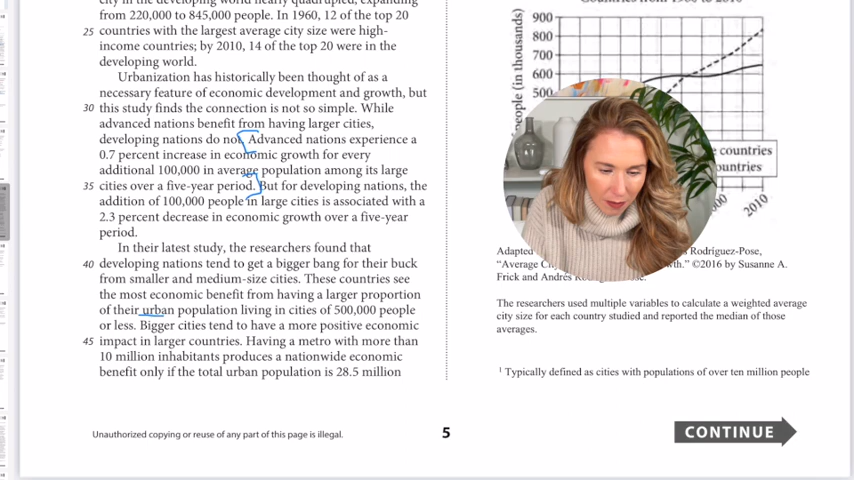 city in the developing world nearly quadrupled, expanding
from 220,000 to 845,000 people. In 1960, 12 of the top 20
25 countries with the largest average city size were high-
income countries; by 2010, 14 of the top 20 were in the
developing world.
Urbanization has historically been thought of as a
necessary feature of economic development and growth, but
30 this study finds the connection is not so simple. While
advanced nations benefit from having larger cities,
developing nations do not. Advanced nations experience a
0.7 percent increase in economic growth for every
additional 100,000 in average population among its large
35 cities over a five-year period. But for developing nations, the
addition of 100,000 people in large cities is associated with a
2.3 percent decrease in economic growth over a five-year
period.
In their latest study, the researchers found that
40 developing nations tend to get a bigger bang for their buck
from smaller and medium-size cities. These countries see
the most economic benefit from having a larger proportion
of their urban population living in cities of 500,000 people
or less. Bigger cities tend to have a more positive economic
45 impact in larger countries. Having a metro with more than
10 million inhabitants produces a nationwide economic
benefit only if the total urban population is 28.5 million
Countries from 1960 to 2010
people (in thousands)
900
800
700
600
500
countries
2010
Adapted Rodríguez-Pose,
“Average ©2016 by Susanne A.
Frick and Andrés
The researchers used multiple variables to calculate a weighted average
city size for each country studied and reported the median of those
averages.
1 Typically defined as cities with populations of over ten million people
Unauthorized copying or reuse of any part of this page is illegal.
5
CONTINUE